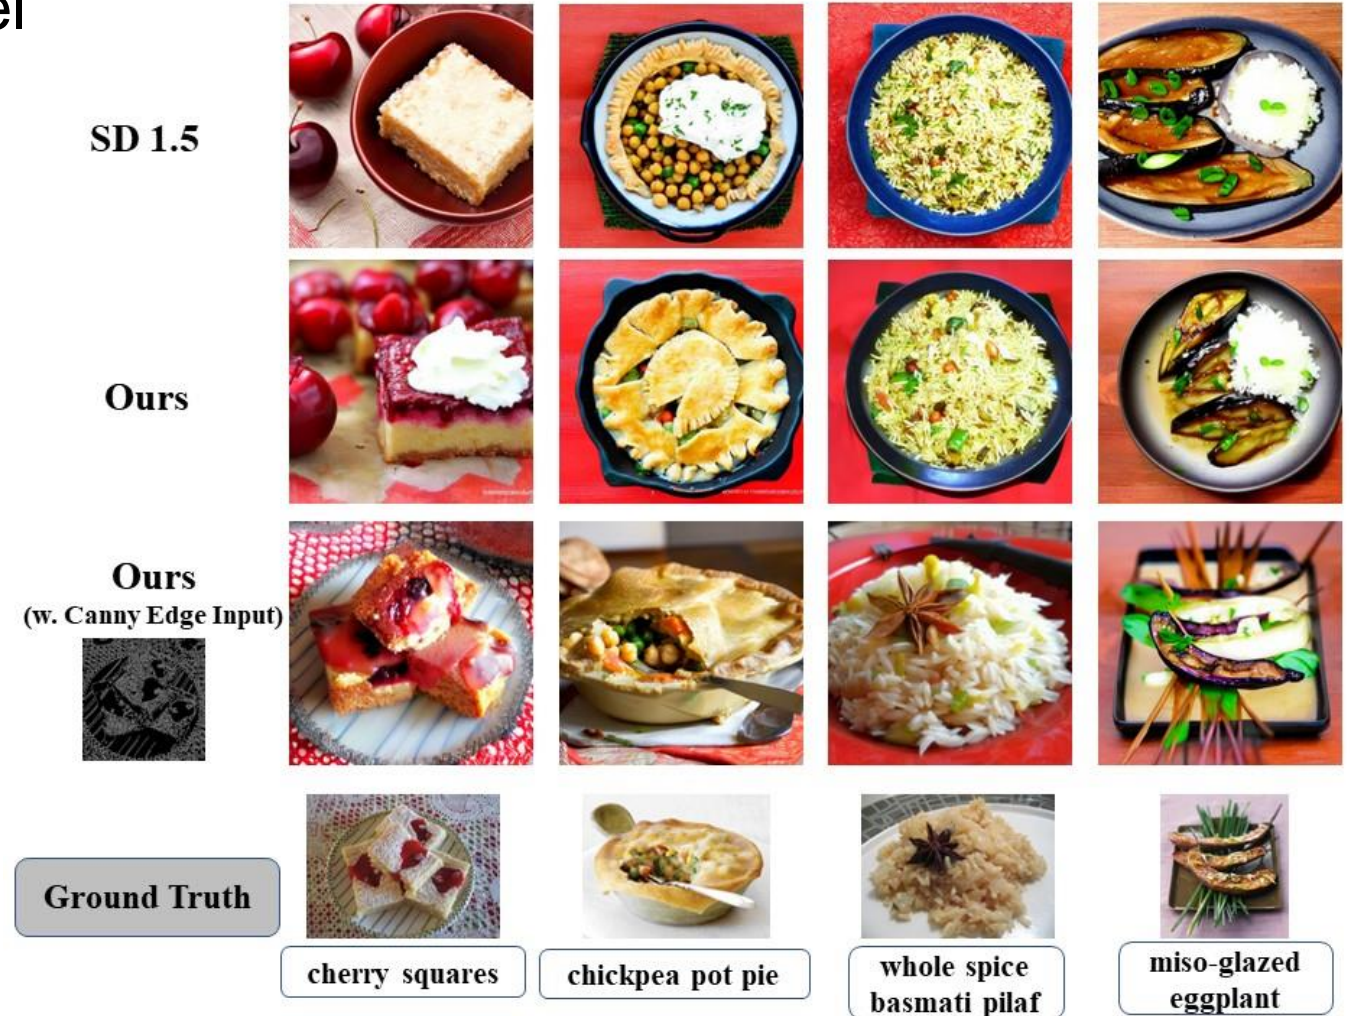 el
SD 1.5
Ours
Ours
(w. Canny Edge Input)
Ground Truth
cherry squares
chickpea pot pie
whole spice
basmati pilaf
miso-glazed
eggplant